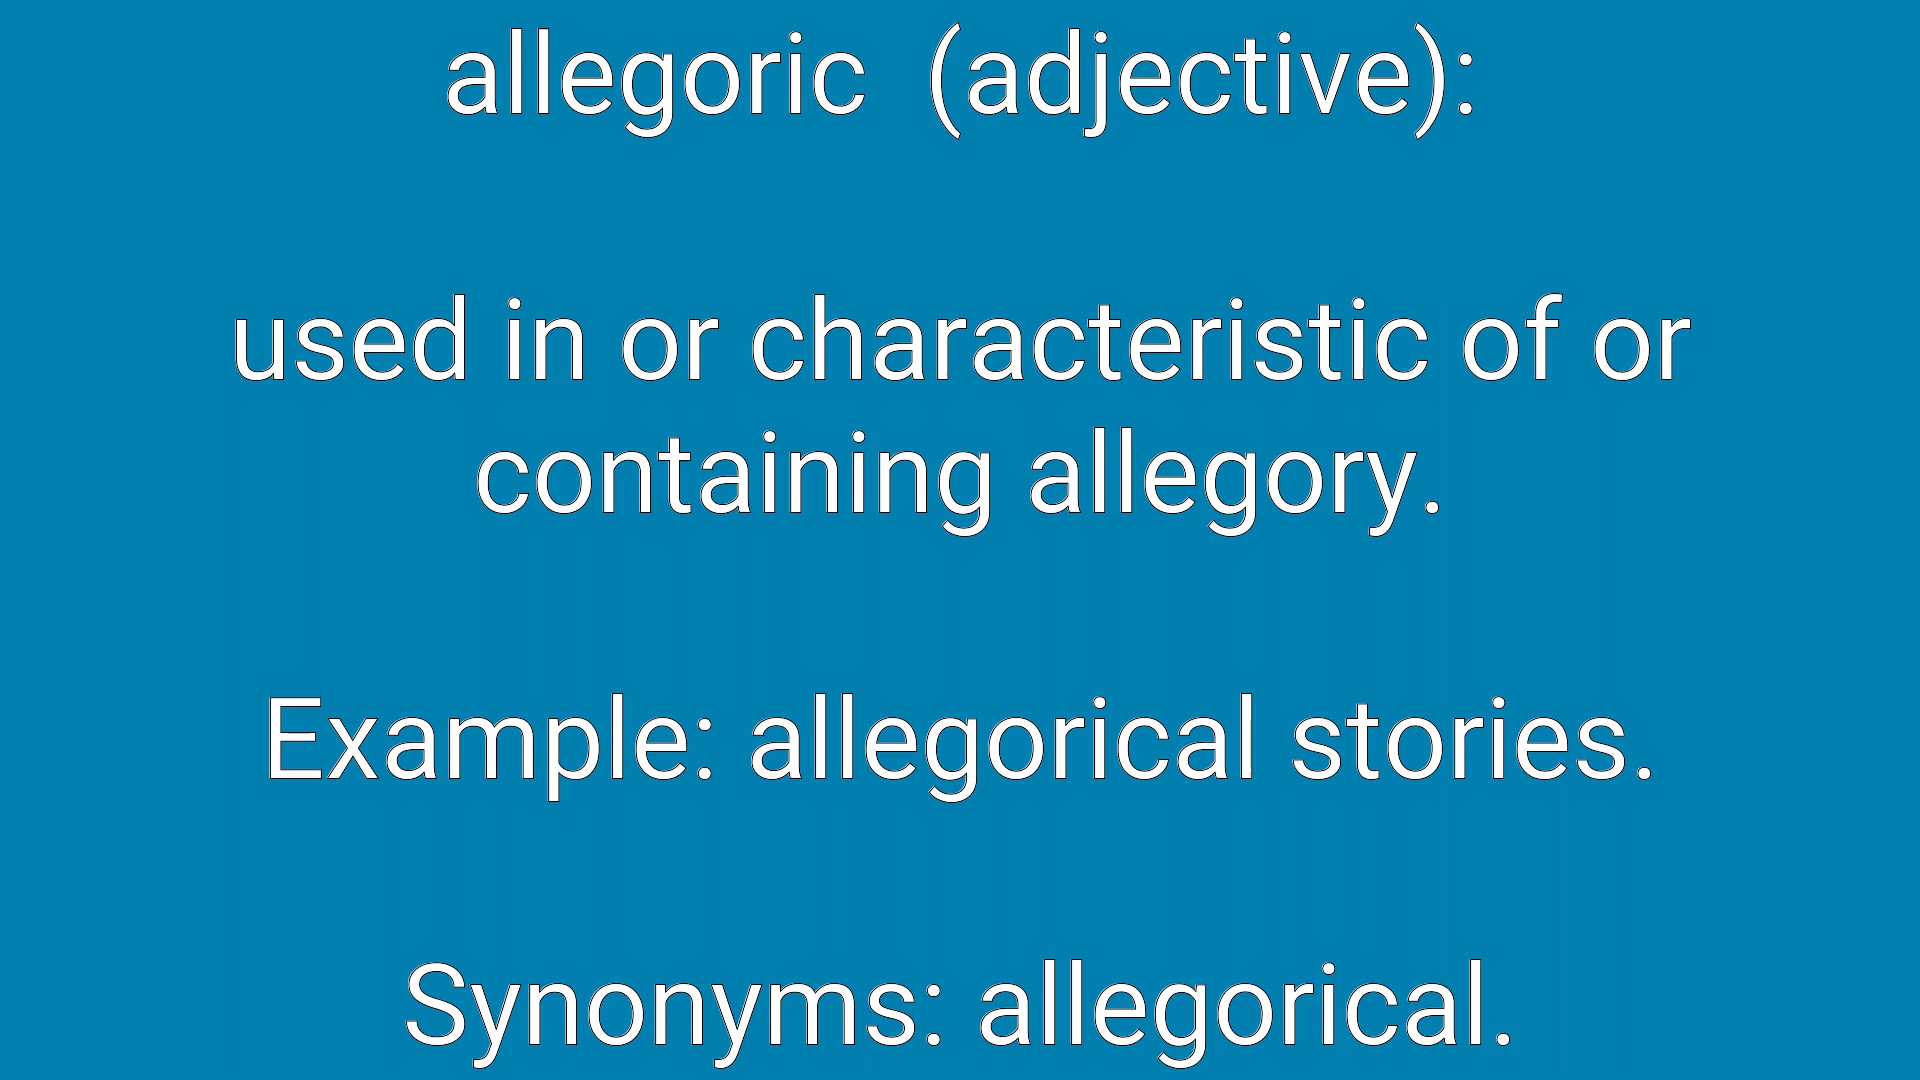 allegoric  (adjective):
used in or characteristic of or
containing allegory.
Example: allegorical stories.
Synonyms: allegorical.